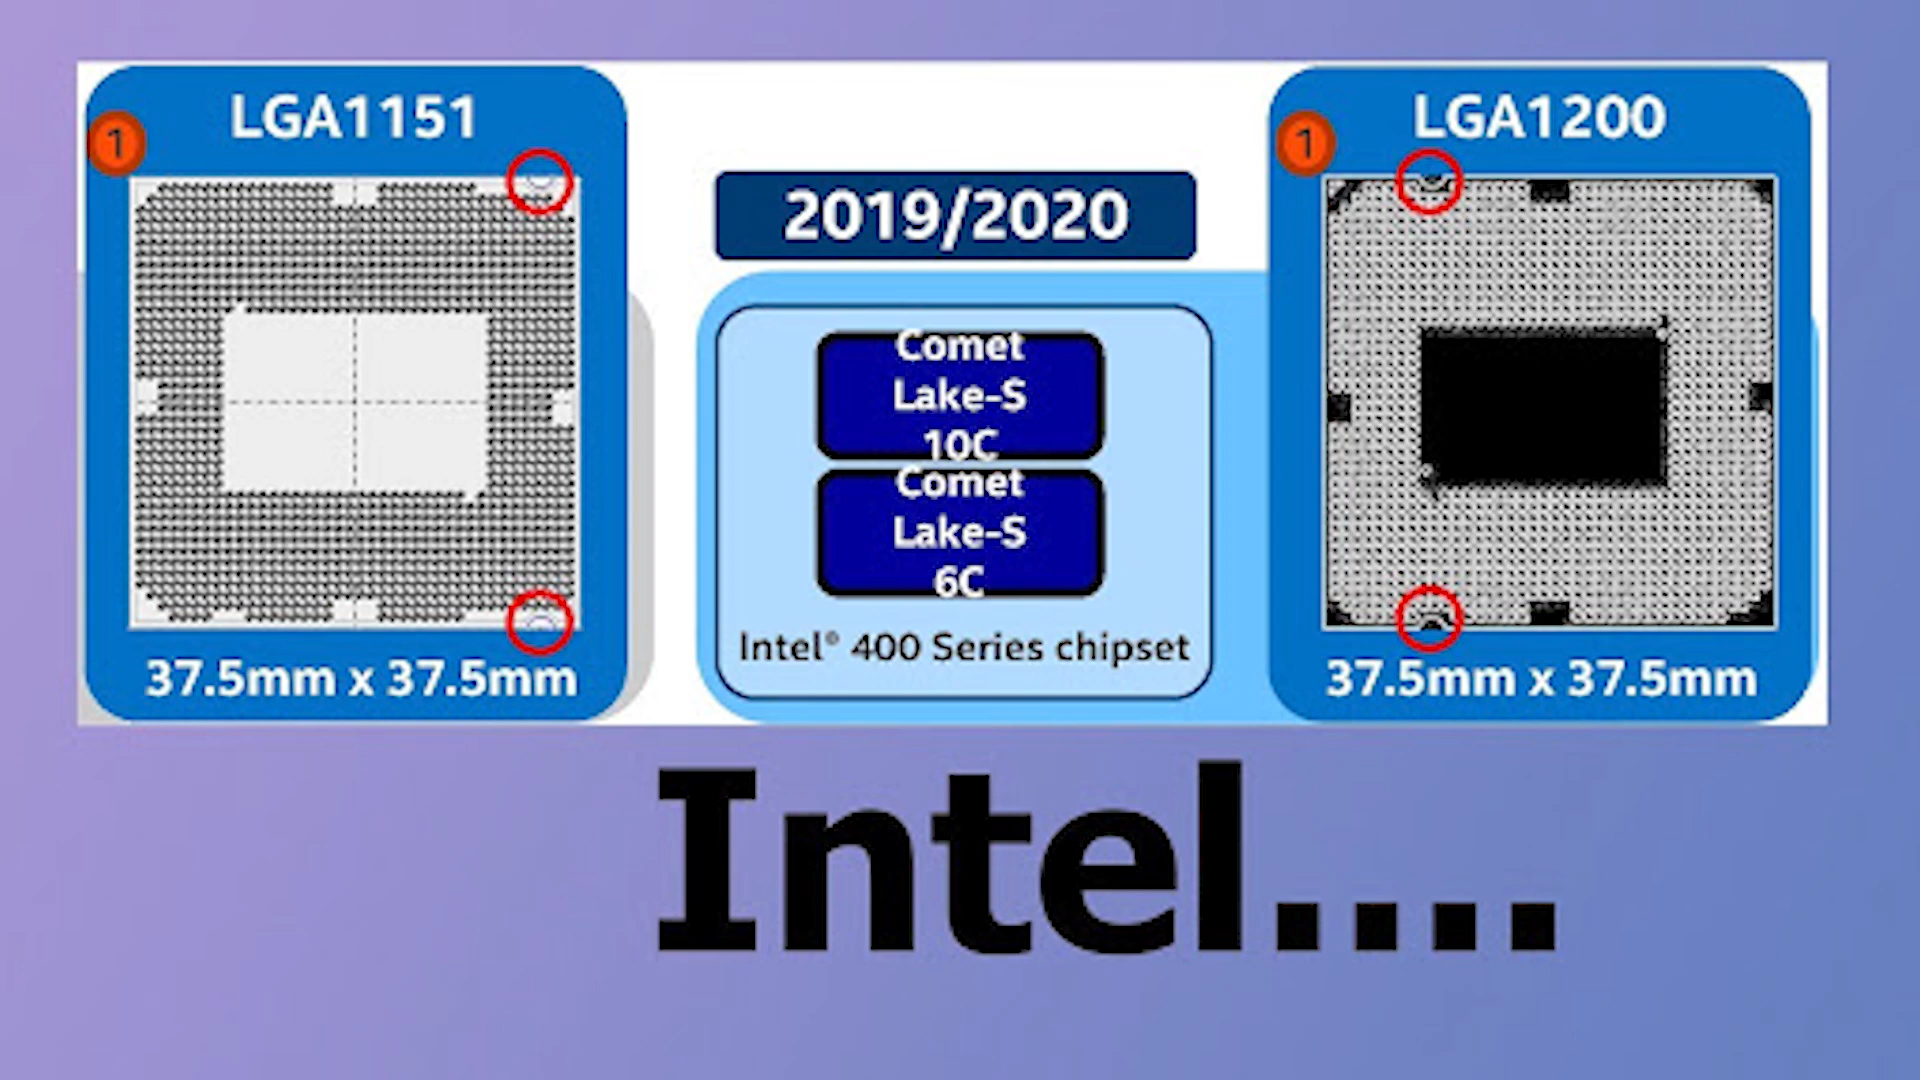 LGA1151
1
37.5mm x 37.5mm
2019/2020
Comet
Lake-S
10C
Comet
Lake-S
6C
Intel® 400 Series chipset
LGA1200
1
37.5mm x 37.5mm
Intel....